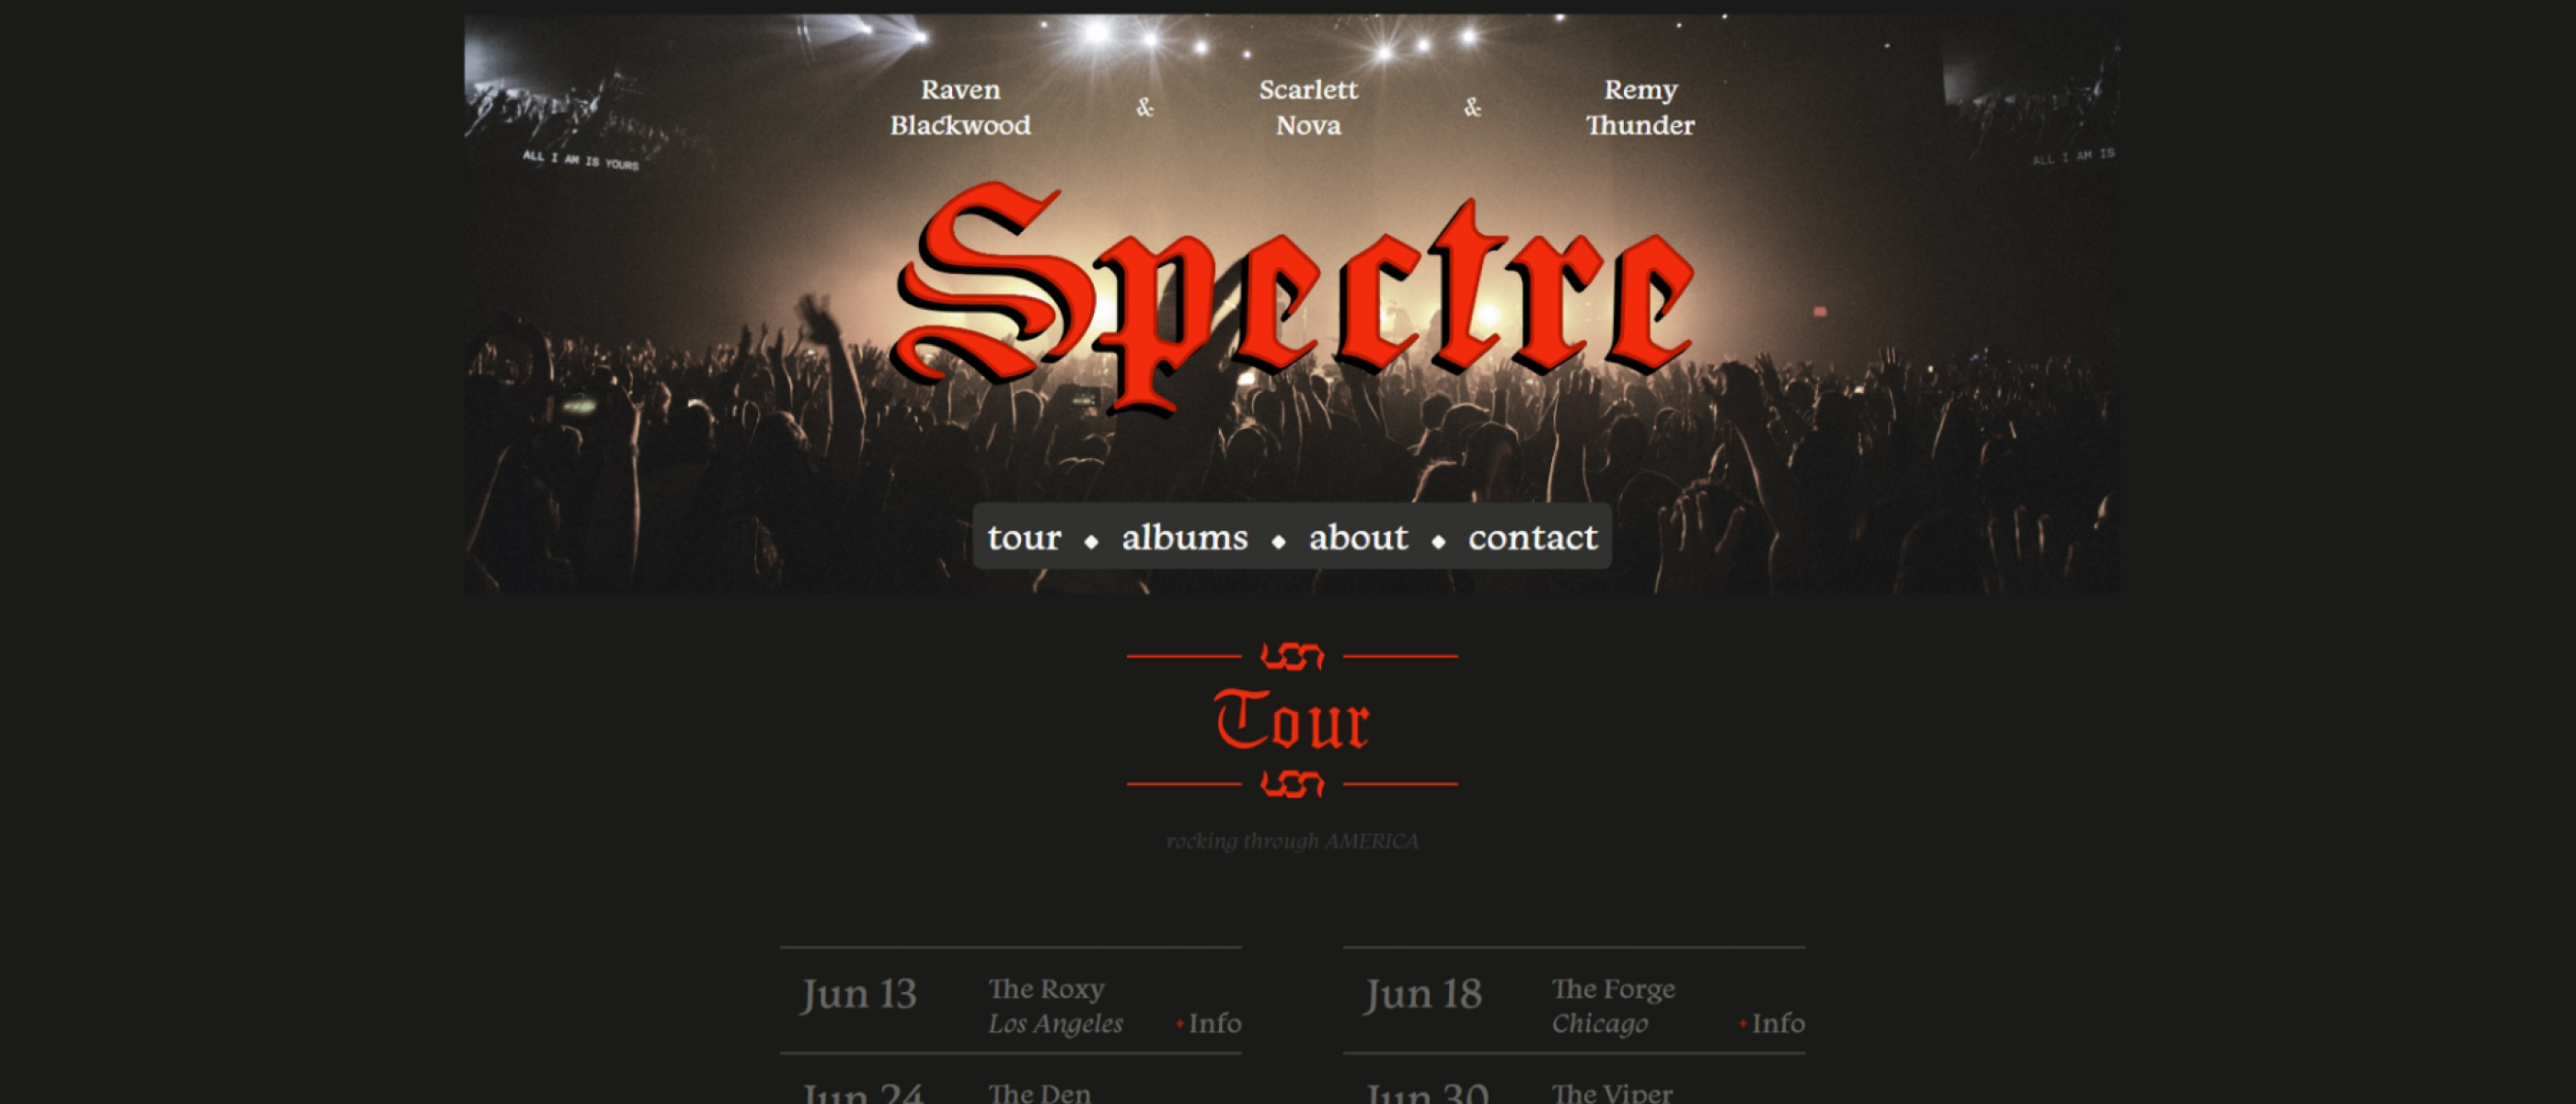 Raven
Blackwood
&
Scarlett
Nova
&
Remy
Thunder
ALL I AM IS YOURS
ALL I AM IS
Spectre
tour ◆ albums ◆ about ◆ contact
Tour
rocking through AMERICA
Jun 13
The Roxy
Los Angeles
+Info
Jun 18
The Forge
Chicago
+Info
Jun 24
The Den
Jun 30
The Viper